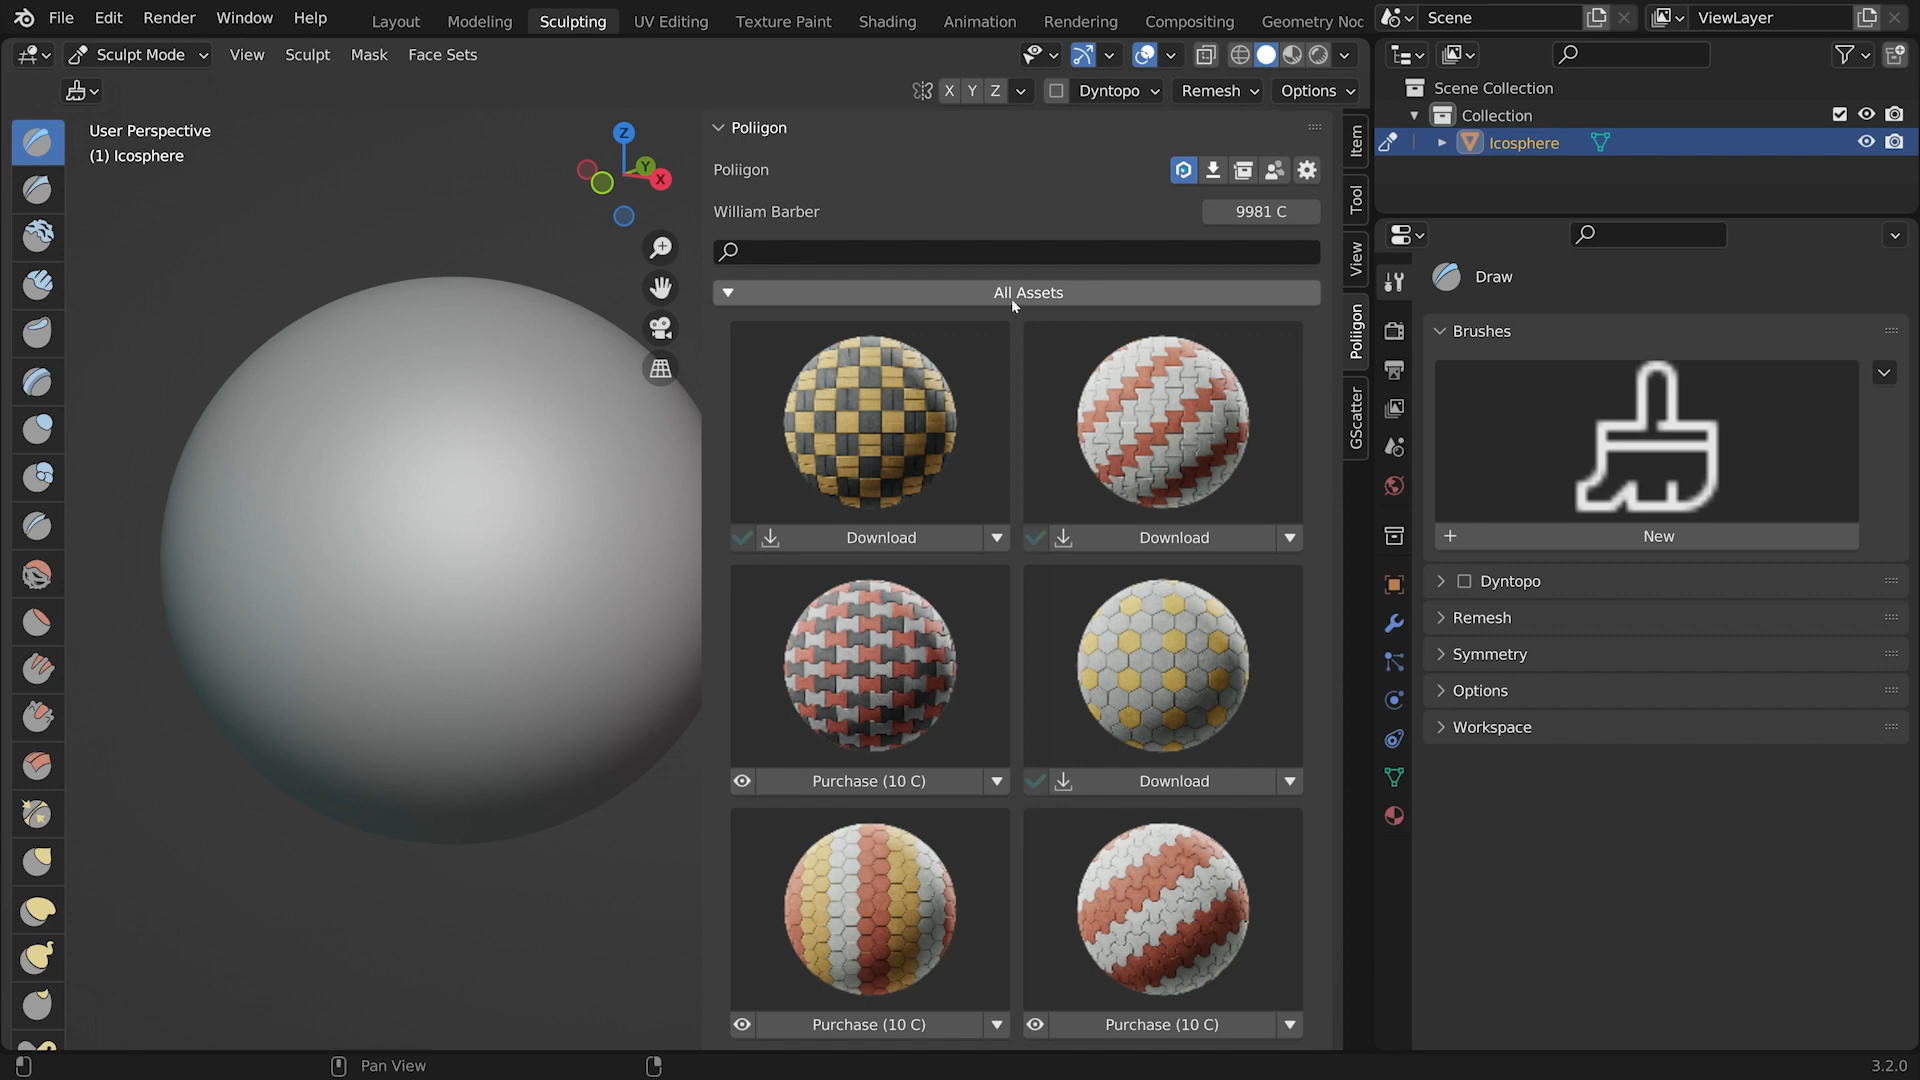 File Edit Render Window Help Layout Modeling Sculpting UV Editing Texture Paint Shading Animation Rendering Compositing Geometry Noc Scene ViewLayer
Sculpt Mode View Sculpt Mask Face Sets
X Y Z Dyntopo Remesh Options
Scene Collection
Collection
Icosphere
User Perspective
(1) Icosphere
Z
Y
X
Poliigon
Poliigon
William Barber 9981 C
All Assets
Download Download
Purchase (10 C) Download
Purchase (10 C) Purchase (10 C)
Item
Tool
View
Poliigon
GScatter
Draw
Brushes
New
Dyntopo
Remesh
Symmetry
Options
Workspace
Pan View 3.2.0